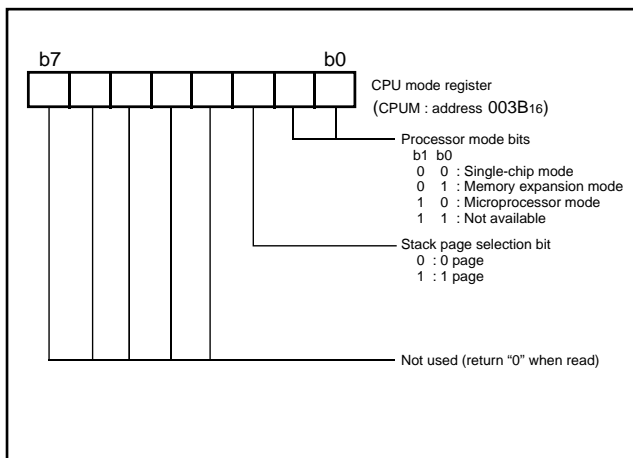 b7 b0
CPU mode register
(CPUM : address 003B16)
Processor mode bits
b1 b0
0 0 : Single-chip mode
0 1 : Memory expansion mode
1 0 : Microprocessor mode
1 1 : Not available
Stack page selection bit
0 : 0 page
1 : 1 page
Not used (return “0” when read)